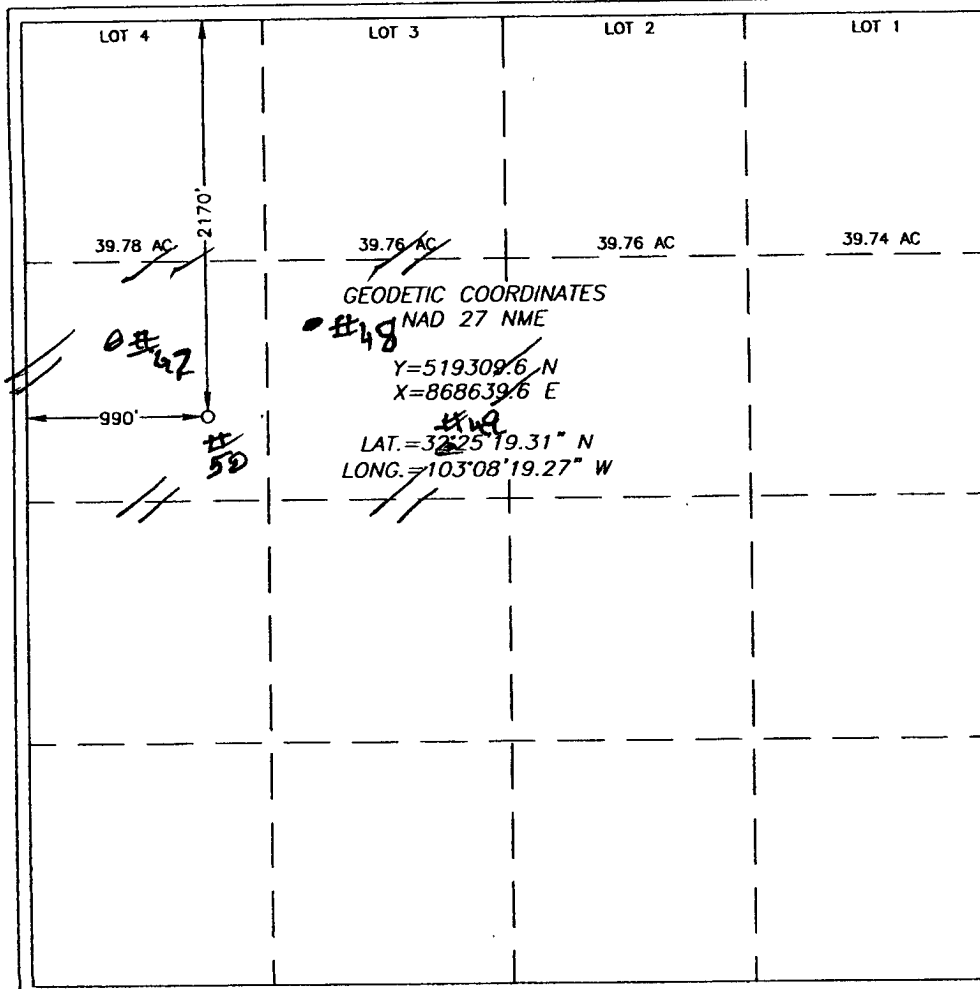 LOT 4 LOT 3 LOT 2 LOT 1
2170'
39.78 AC 39.76 AC 39.76 AC 39.74 AC
GEODETIC COORDINATES
NAD 27 NME
#47 #48
Y=519309.6 N
X=868639.6 E
990'
#49
#50
LAT.=32°25'19.31" N
LONG.=103°08'19.27" W